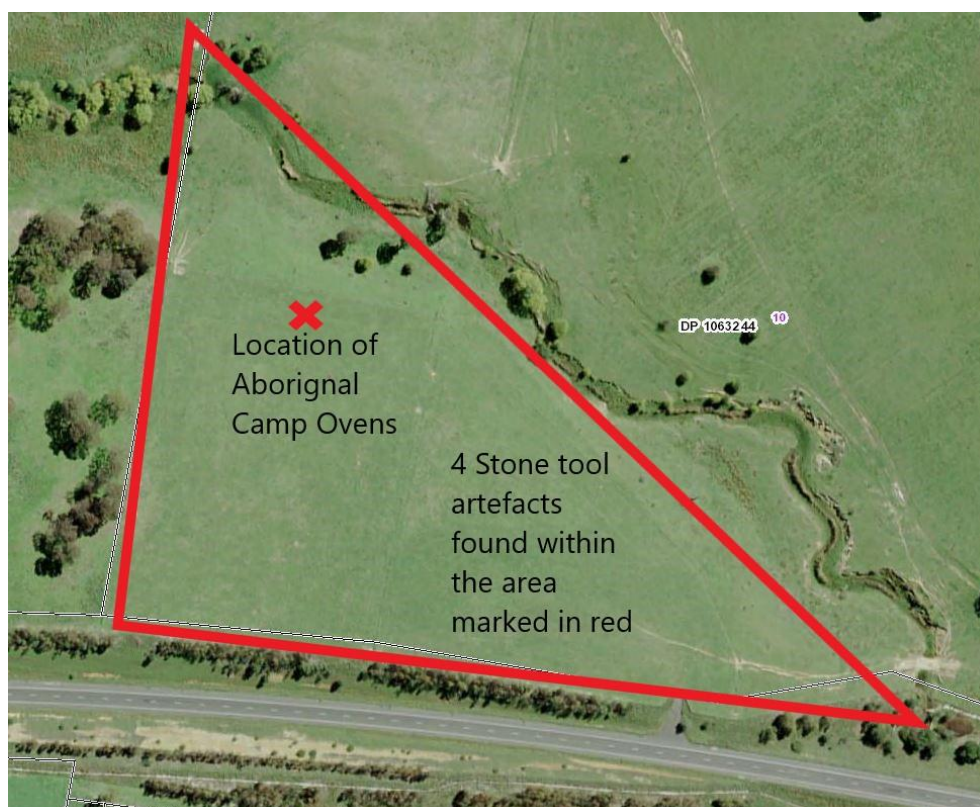 DP 1063244 10
Location of
Aborignal
Camp Ovens
4 Stone tool
artefacts
found within
the area
marked in red